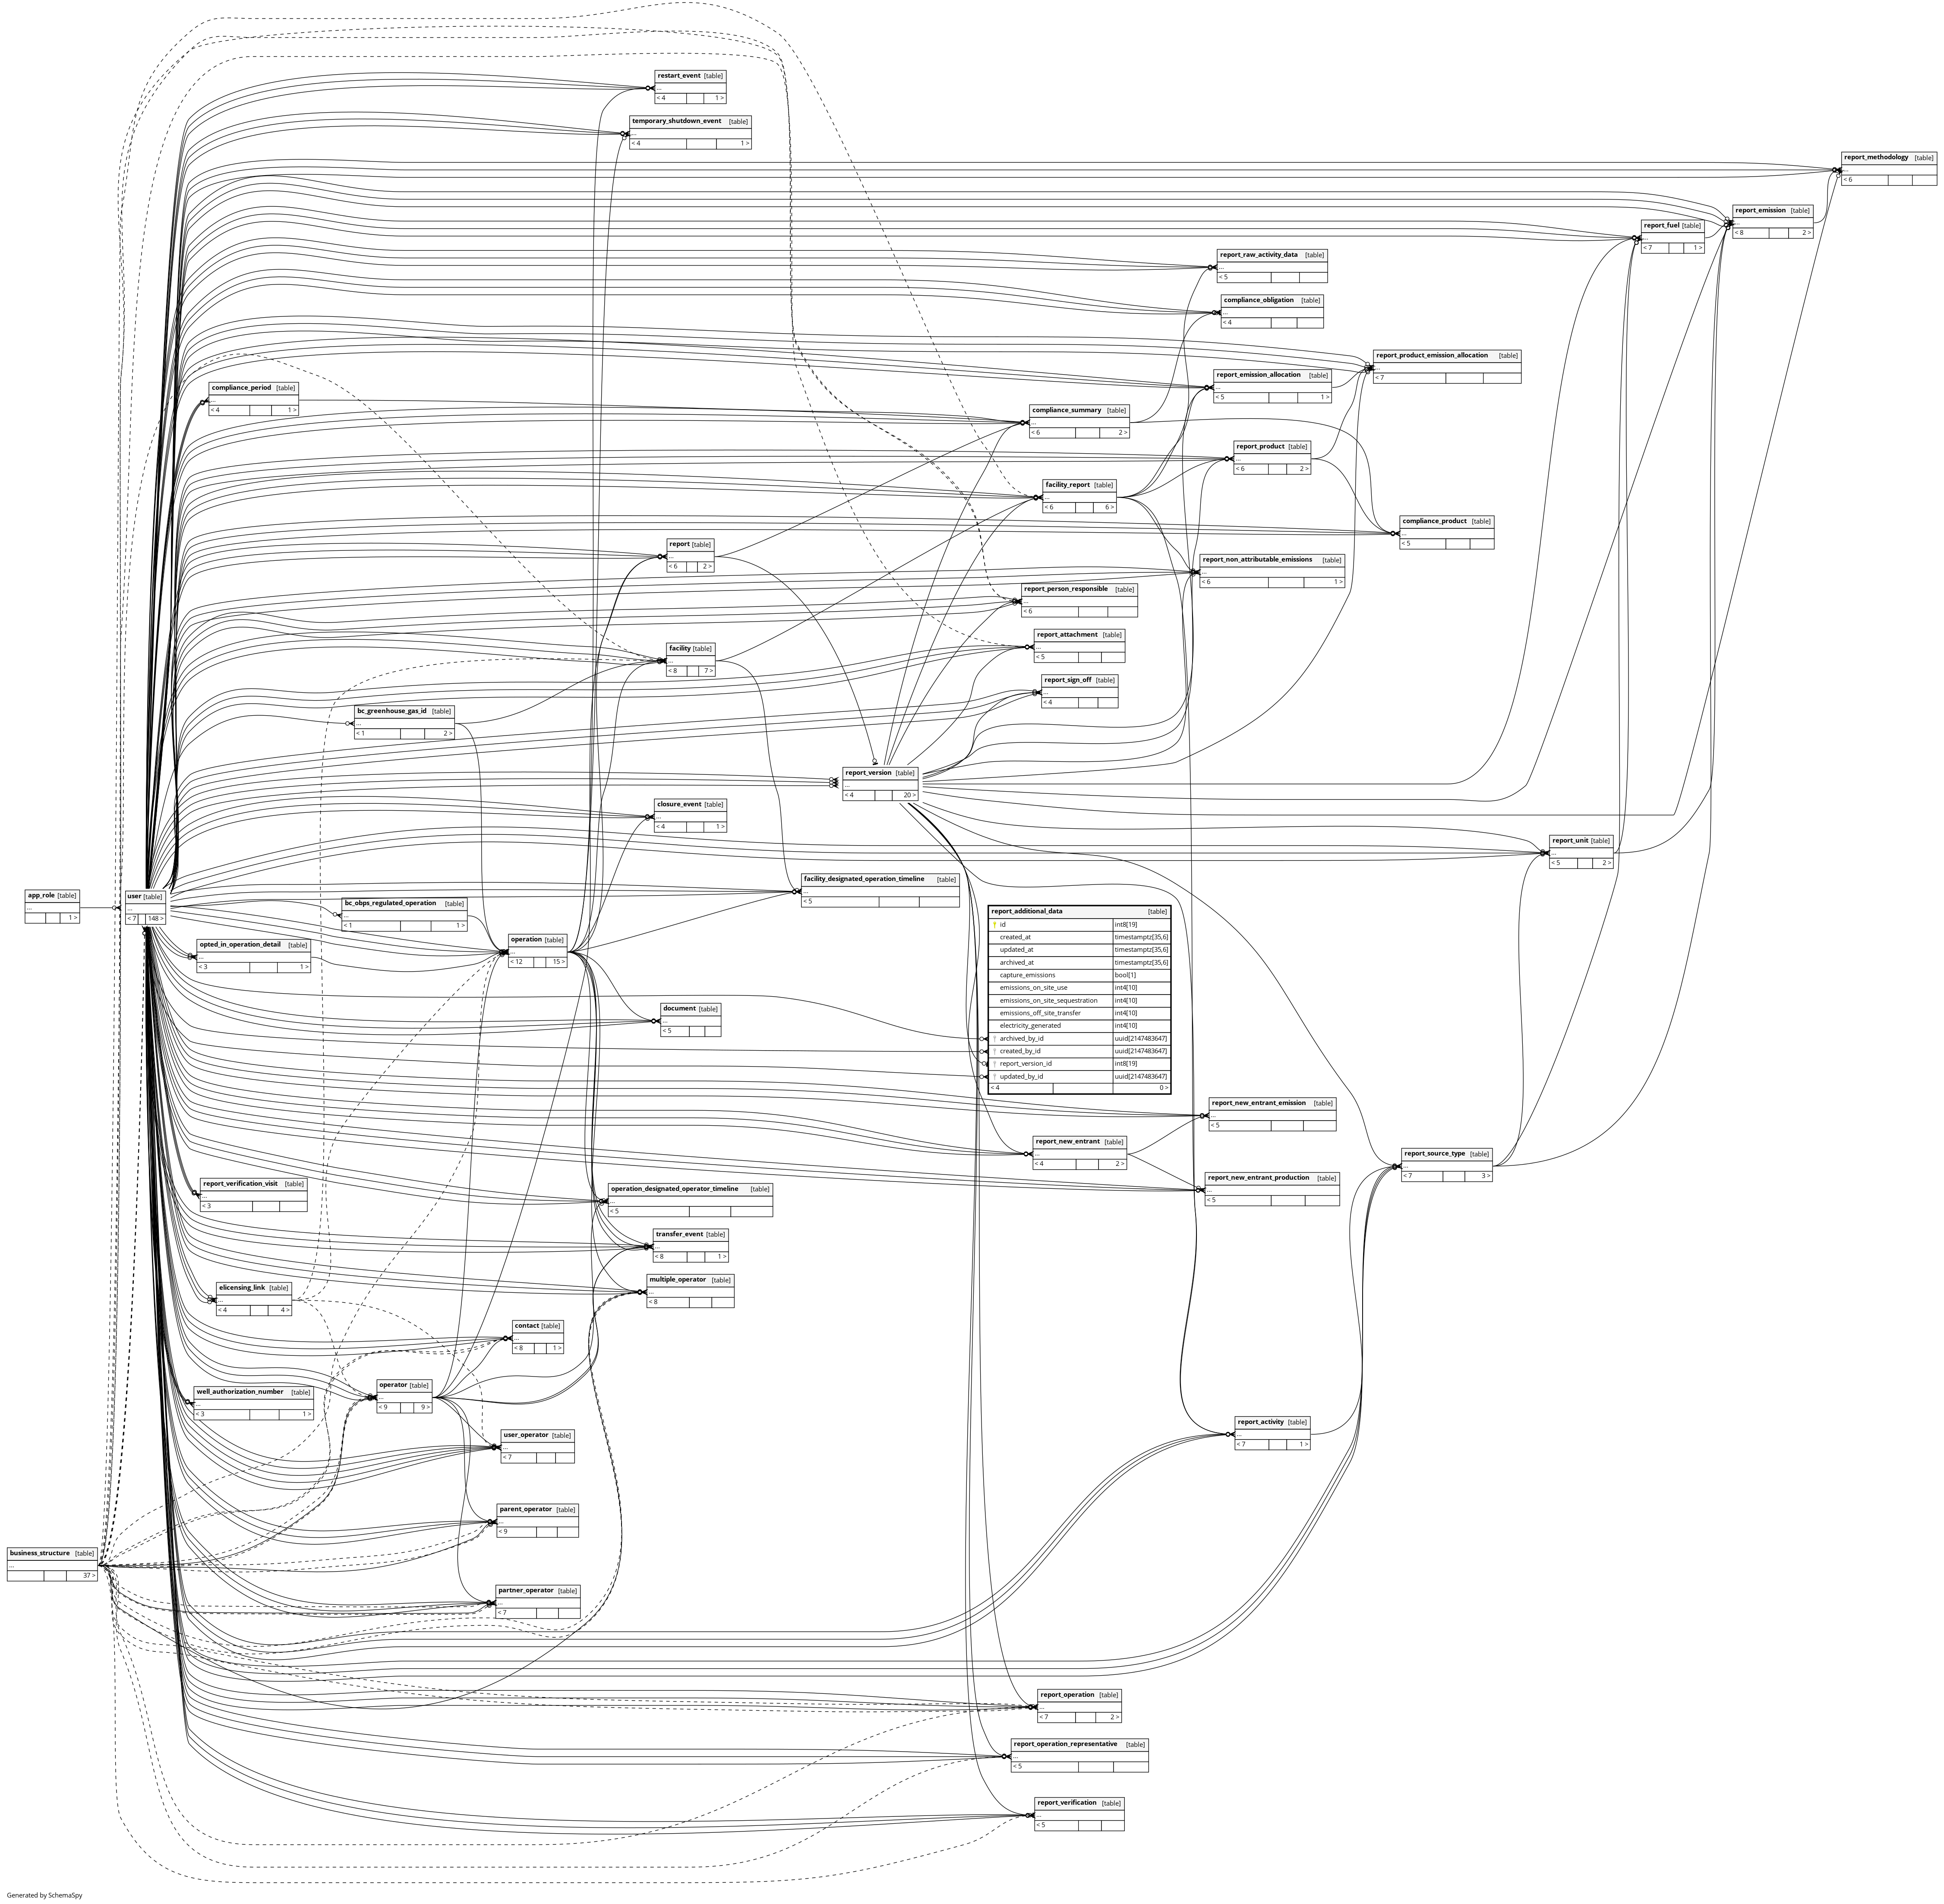 restart_event [table]
...
< 4 1 >
temporary_shutdown_event [table]
...
< 4 1 >
report_methodology [table]
...
< 6
report_emission [table]
...
< 8 2 >
report_fuel [table]
...
< 7 1 >
report_raw_activity_data [table]
...
< 5
compliance_obligation [table]
...
< 4
report_product_emission_allocation [table]
...
< 7
report_emission_allocation [table]
...
< 5 1 >
compliance_period [table]
...
< 4 1 >
compliance_summary [table]
...
< 6 2 >
report_product [table]
...
< 6 2 >
facility_report [table]
...
< 6 6 >
compliance_product [table]
...
< 5
report [table]
...
< 6 2 >
report_non_attributable_emissions [table]
...
< 6 1 >
report_person_responsible [table]
...
< 6
report_attachment [table]
...
< 5
facility [table]
...
< 8 7 >
report_sign_off [table]
...
< 4
bc_greenhouse_gas_id [table]
...
< 1 2 >
report_version [table]
...
< 4 20 >
closure_event [table]
...
< 4 1 >
report_unit [table]
...
< 5 2 >
facility_designated_operation_timeline [table]
...
< 5
app_role [table]
...
1 >
user [table]
...
< 7 148 >
bc_obps_regulated_operation [table]
...
< 1 1 >
opted_in_operation_detail [table]
...
< 3 1 >
operation [table]
...
< 12 15 >
report_additional_data [table]
id int8[19]
created_at timestamptz[35,6]
updated_at timestamptz[35,6]
archived_at timestamptz[35,6]
capture_emissions bool[1]
emissions_on_site_use int4[10]
emissions_on_site_sequestration int4[10]
emissions_off_site_transfer int4[10]
electricity_generated int4[10]
archived_by_id uuid[2147483647]
created_by_id uuid[2147483647]
report_version_id int8[19]
updated_by_id uuid[2147483647]
< 4 0 >
document [table]
...
< 5
report_new_entrant_emission [table]
...
< 5
report_new_entrant [table]
...
< 4 2 >
report_source_type [table]
...
< 7 3 >
report_new_entrant_production [table]
...
< 5
report_verification_visit [table]
...
< 3
operation_designated_operator_timeline [table]
...
< 5
transfer_event [table]
...
< 8 1 >
multiple_operator [table]
...
< 8
elicensing_link [table]
...
< 4 4 >
contact [table]
...
< 8 1 >
operator [table]
...
< 9 9 >
well_authorization_number [table]
...
< 3 1 >
report_activity [table]
...
< 7 1 >
user_operator [table]
...
< 7
parent_operator [table]
...
< 9
business_structure [table]
...
37 >
partner_operator [table]
...
< 7
report_operation [table]
...
< 7 2 >
report_operation_representative [table]
...
< 5
report_verification [table]
...
< 5
Generated by SchemaSpy